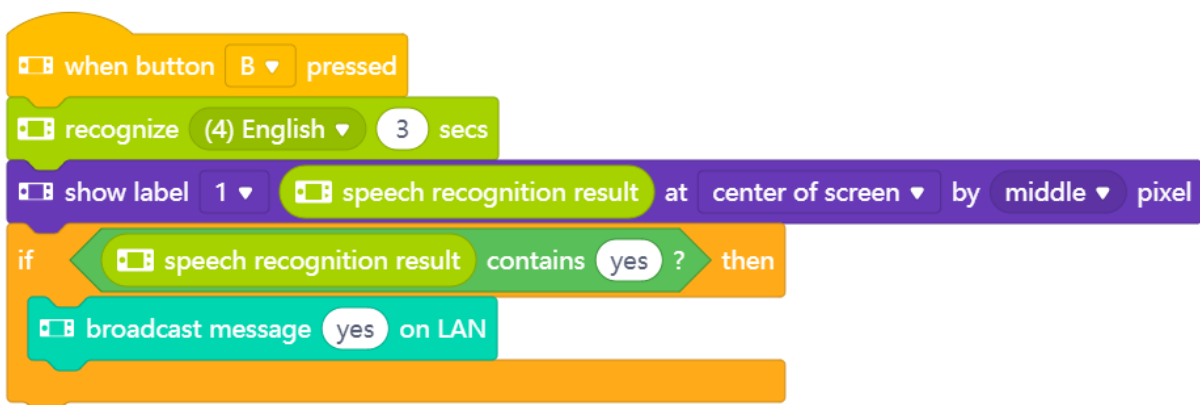 when button B pressed
recognize (4) English 3 secs
show label 1 speech recognition result at center of screen by middle pixel
if speech recognition result contains yes ? then
broadcast message yes on LAN